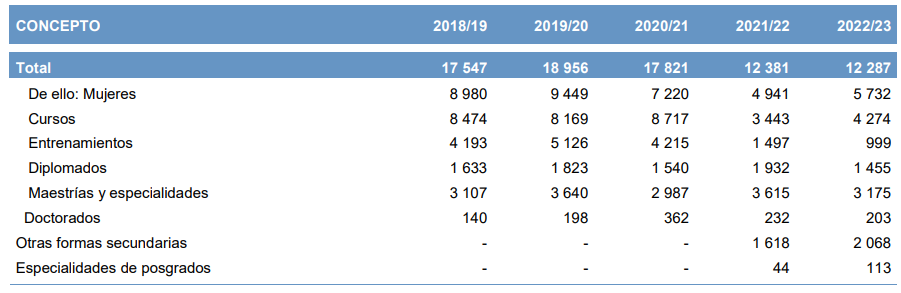 CONCEPTO 2018/19 2019/20 2020/21 2021/22 2022/23
Total 17 547 18 956 17 821 12 381 12 287
De ello: Mujeres 8 980 9 449 7 220 4 941 5 732
Cursos 8 474 8 169 8 717 3 443 4 274
Entrenamientos 4 193 5 126 4 215 1 497 999
Diplomados 1 633 1 823 1 540 1 932 1 455
Maestrías y especialidades 3 107 3 640 2 987 3 615 3 175
Doctorados 140 198 362 232 203
Otras formas secundarias - - - 1 618 2 068
Especialidades de posgrados - - - 44 113